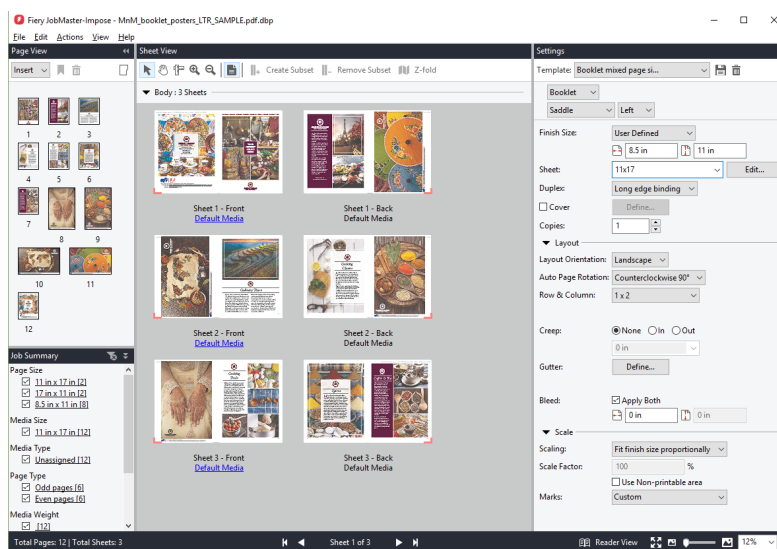 Fiery JobMaster-Impose - MnM_booklet_posters_LTR_SAMPLE.pdf.dbp
File Edit Actions View Help
Page View
Sheet View
Settings
Insert
Create Subset
Remove Subset
Z-fold
Template:
Booklet mixed page si...
Body : 3 Sheets
Booklet
Saddle
Left
1 2 3
4 5 6
7
8 9
10 11
12
Sheet 1 - Front
Default Media
Sheet 1 - Back
Default Media
Culinary Tours
Cooking Classes
Sheet 2 - Front
Default Media
Sheet 2 - Back
Default Media
Cooking
Sheet 3 - Front
Default Media
Sheet 3 - Back
Default Media
Finish Size:
User Defined
8.5 in
11 in
Sheet:
11x17
Edit...
Duplex:
Long edge binding
Cover
Define...
Copies:
1
Layout
Layout Orientation:
Landscape
Auto Page Rotation:
Counterclockwise 90°
Row & Column:
1 x 2
Creep:
None
In
Out
0 in
Gutter:
Define...
Bleed:
Apply Both
0 in
0 in
Scale
Scaling:
Fit finish size proportionally
Scale Factor:
100
%
Use Non-printable area
Marks:
Custom
Job Summary
Page Size
11 in x 17 in [2]
17 in x 11 in [2]
8.5 in x 11 in [8]
Media Size
11 in x 17 in [12]
Media Type
Unassigned [12]
Page Type
Odd pages [6]
Even pages [6]
Media Weight
[12]
Total Pages: 12 | Total Sheets: 3
Sheet 1 of 3
Reader View
12%